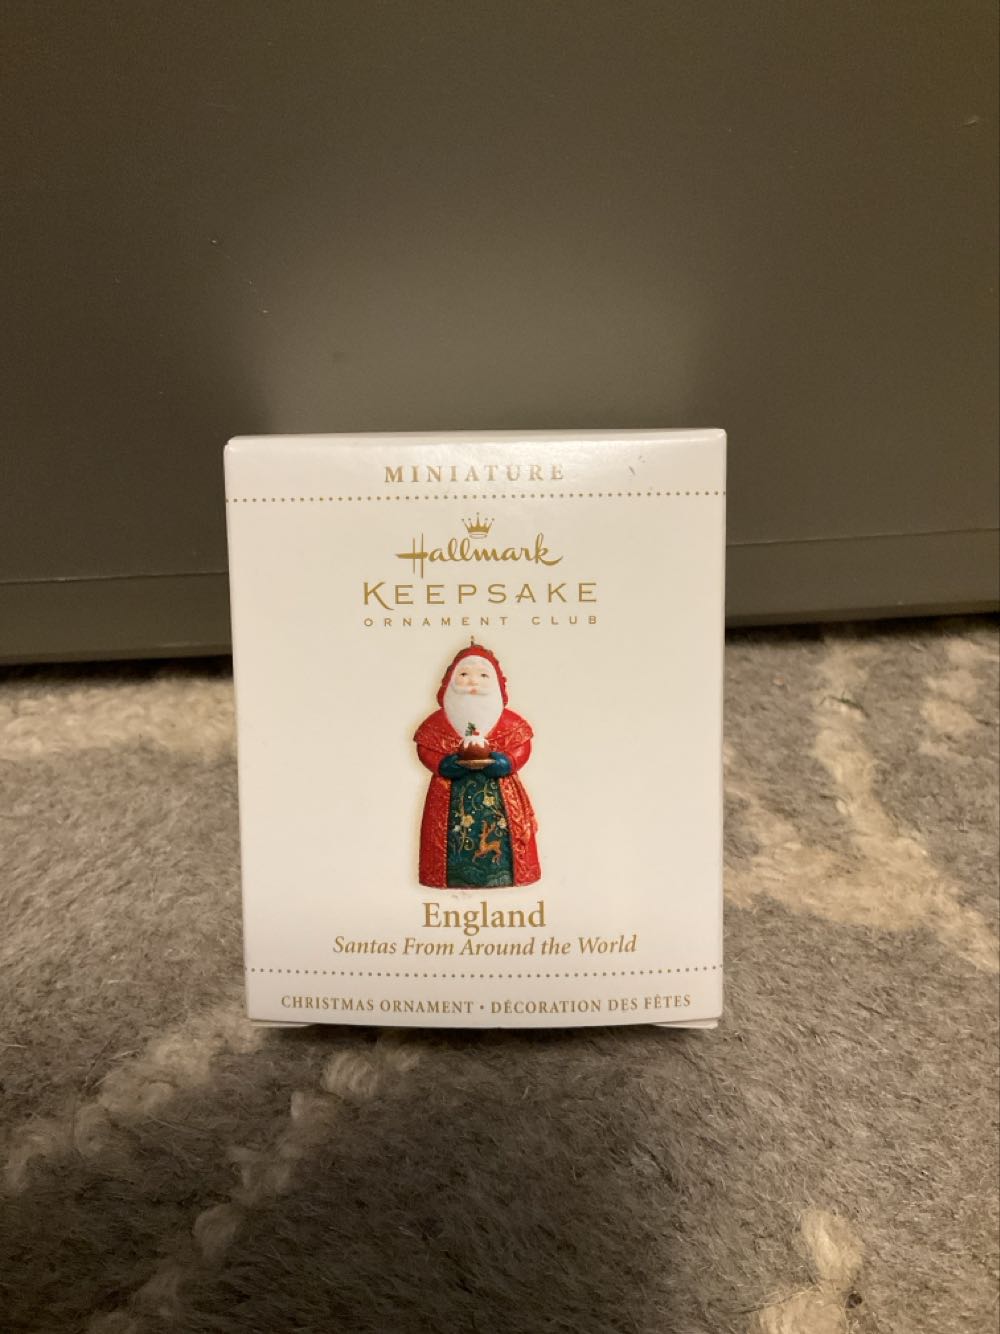 MINIATURE
Hallmark
KEEPSAKE
ORNAMENT CLUB
England
Santas From Around the World
CHRISTMAS ORNAMENT • DÉCORATION DES FÊTES